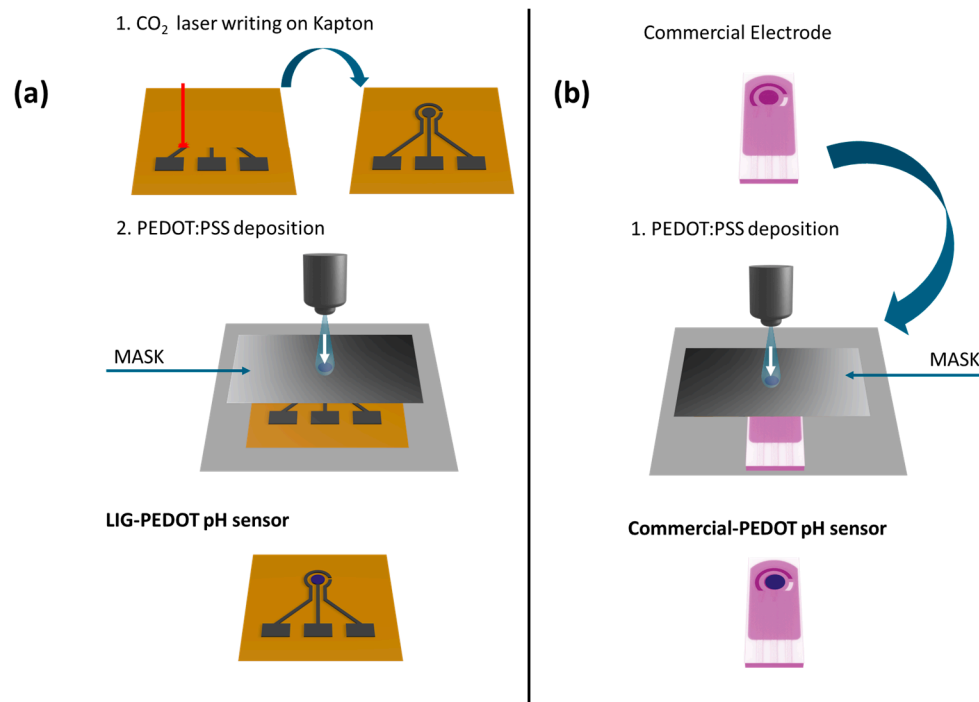 (a)
1. CO₂ laser writing on Kapton
2. PEDOT:PSS deposition
MASK
LIG-PEDOT pH sensor
(b)
Commercial Electrode
1. PEDOT:PSS deposition
MASK
Commercial-PEDOT pH sensor